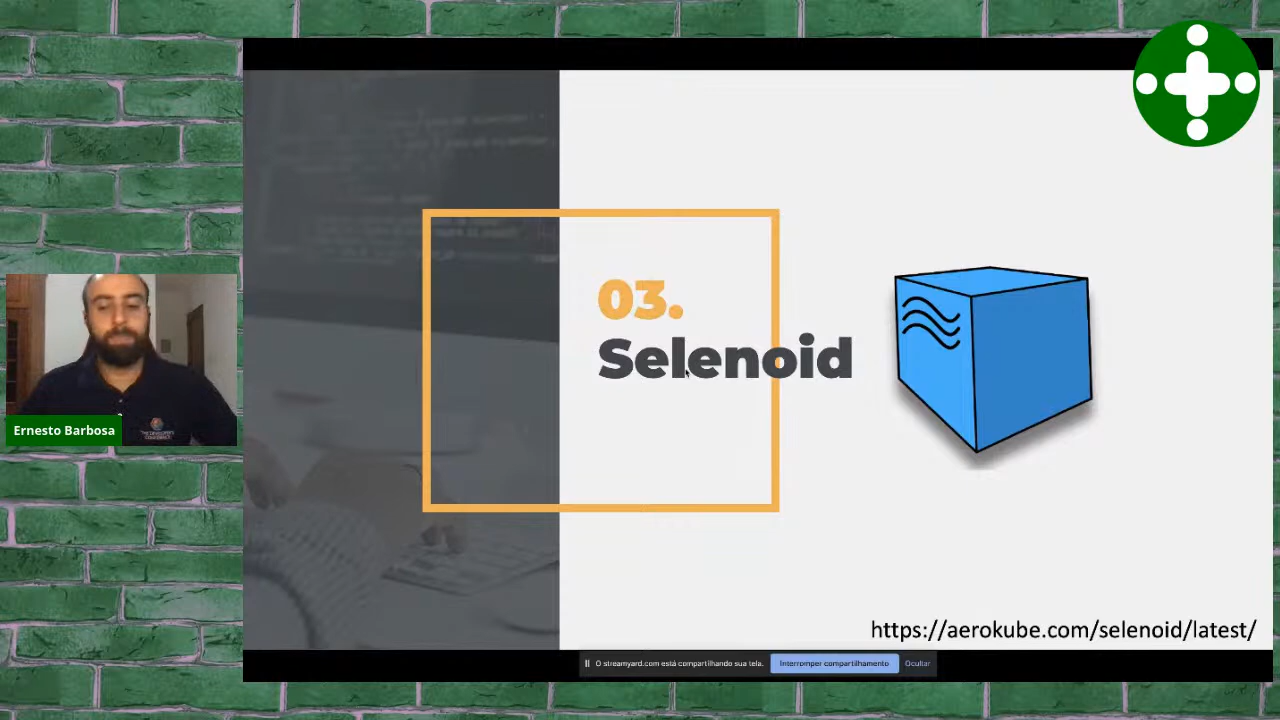 03.
Selenoid
Ernesto Barbosa
https://aerokube.com/selenoid/latest/
O streamyard.com está compartilhando sua tela.
Interromper compartilhamento
Ocultar